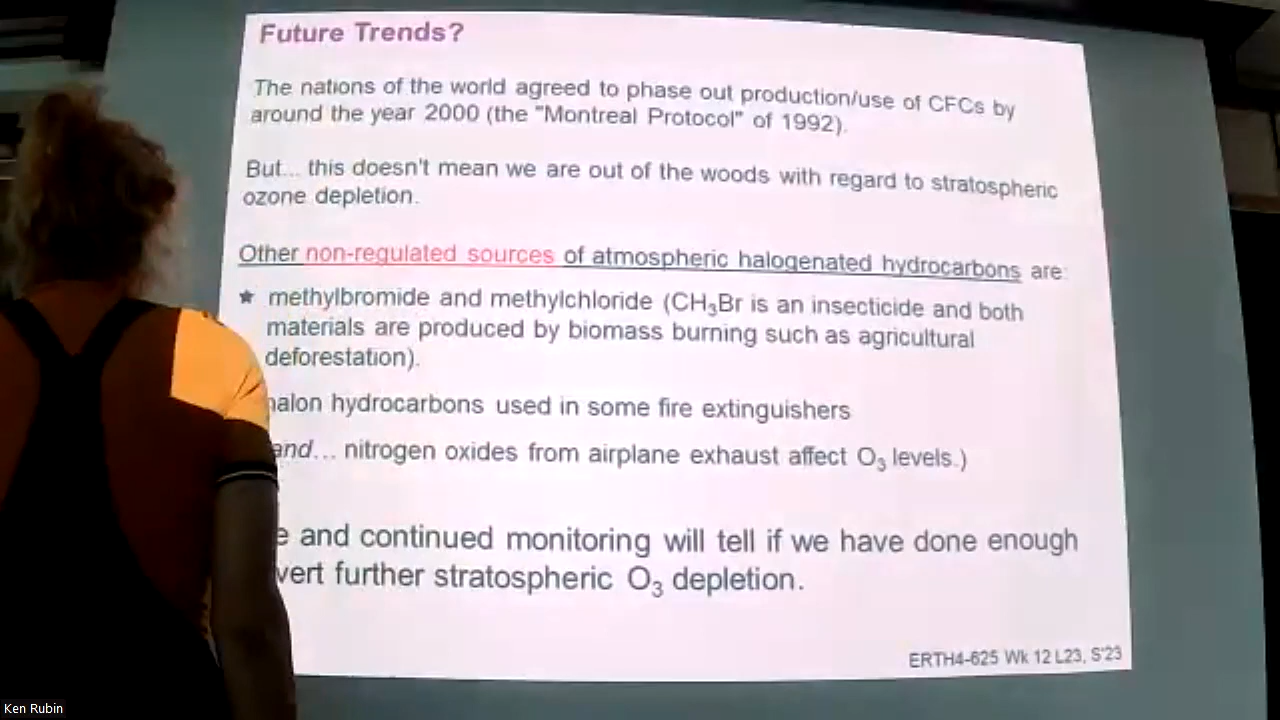 Future Trends?
The nations of the world agreed to phase out production/use of CFCs by
around the year 2000 (the "Montreal Protocol" of 1992).
But... this doesn't mean we are out of the woods with regard to stratospheric
ozone depletion.
Other non-regulated sources of atmospheric halogenated hydrocarbons are:
★ methylbromide and methylchloride (CH₃Br is an insecticide and both
materials are produced by biomass burning such as agricultural
deforestation).
halon hydrocarbons used in some fire extinguishers
and... nitrogen oxides from airplane exhaust affect O₃ levels.)
and continued monitoring will tell if we have done enough
further stratospheric O₃ depletion.
ERTH4-625 Wk 12 L23, S'23
Ken Rubin